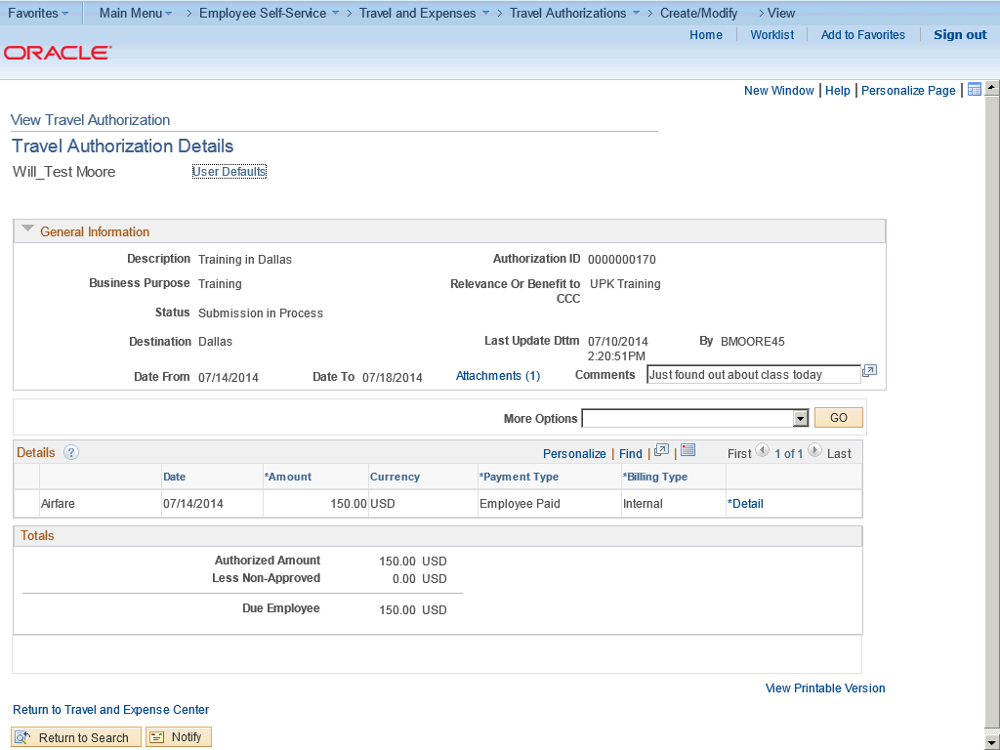 Favorites Main Menu > Employee Self-Service > Travel and Expenses > Travel Authorizations > Create/Modify > View
Home Worklist Add to Favorites Sign out
ORACLE
New Window | Help | Personalize Page |
View Travel Authorization
Travel Authorization Details
Will_Test Moore User Defaults
General Information
Description Training in Dallas Authorization ID 0000000170
Business Purpose Training Relevance Or Benefit to UPK Training
CCC
Status Submission in Process
Destination Dallas Last Update Dttm 07/10/2014 By BMOORE45
2:20:51PM
Date From 07/14/2014 Date To 07/18/2014 Attachments (1) Comments Just found out about class today
More Options GO
Details ? Personalize | Find | | First 1 of 1 Last
Date *Amount Currency *Payment Type *Billing Type
Airfare 07/14/2014 150.00 USD Employee Paid Internal *Detail
Totals
Authorized Amount 150.00 USD
Less Non-Approved 0.00 USD
Due Employee 150.00 USD
View Printable Version
Return to Travel and Expense Center
Return to Search Notify